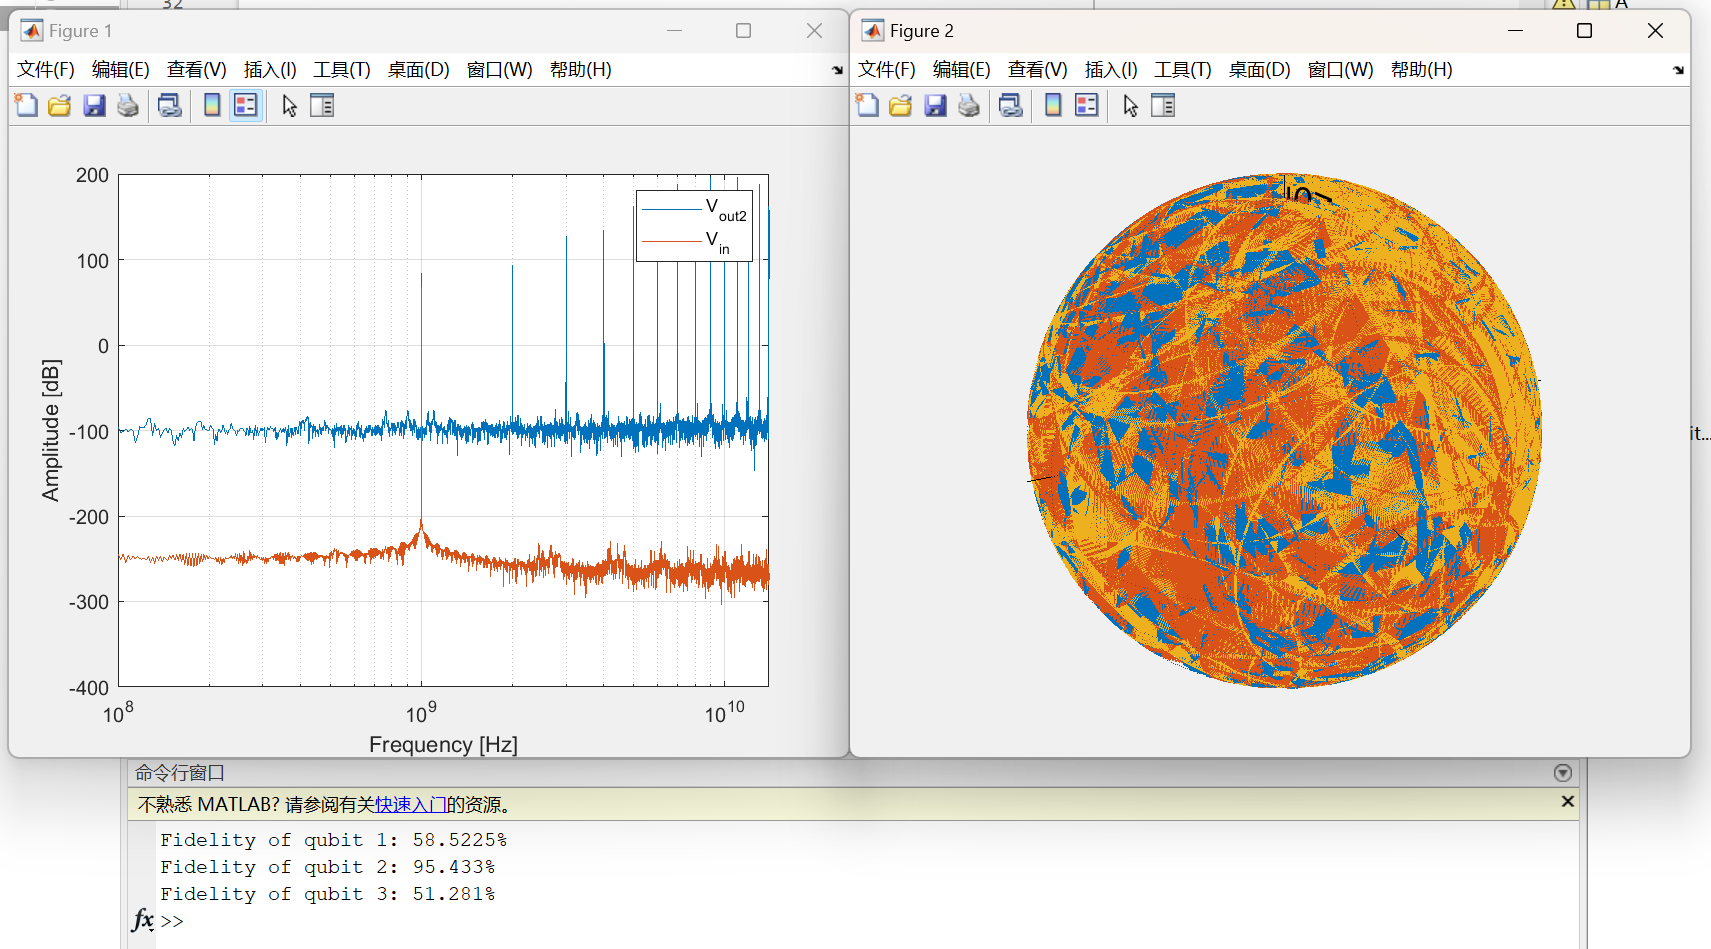 32
A
Figure 1
文件(F) 编辑(E) 查看(V) 插入(I) 工具(T) 桌面(D) 窗口(W) 帮助(H)
200
100
0
-100
-200
-300
-400
10^8
10^9
10^10
Amplitude [dB]
Frequency [Hz]
V_out2
V_in
Figure 2
文件(F) 编辑(E) 查看(V) 插入(I) 工具(T) 桌面(D) 窗口(W) 帮助(H)
it...
命令行窗口
不熟悉 MATLAB? 请参阅有关快速入门的资源。
Fidelity of qubit 1: 58.5225%
Fidelity of qubit 2: 95.433%
Fidelity of qubit 3: 51.281%
fx >>